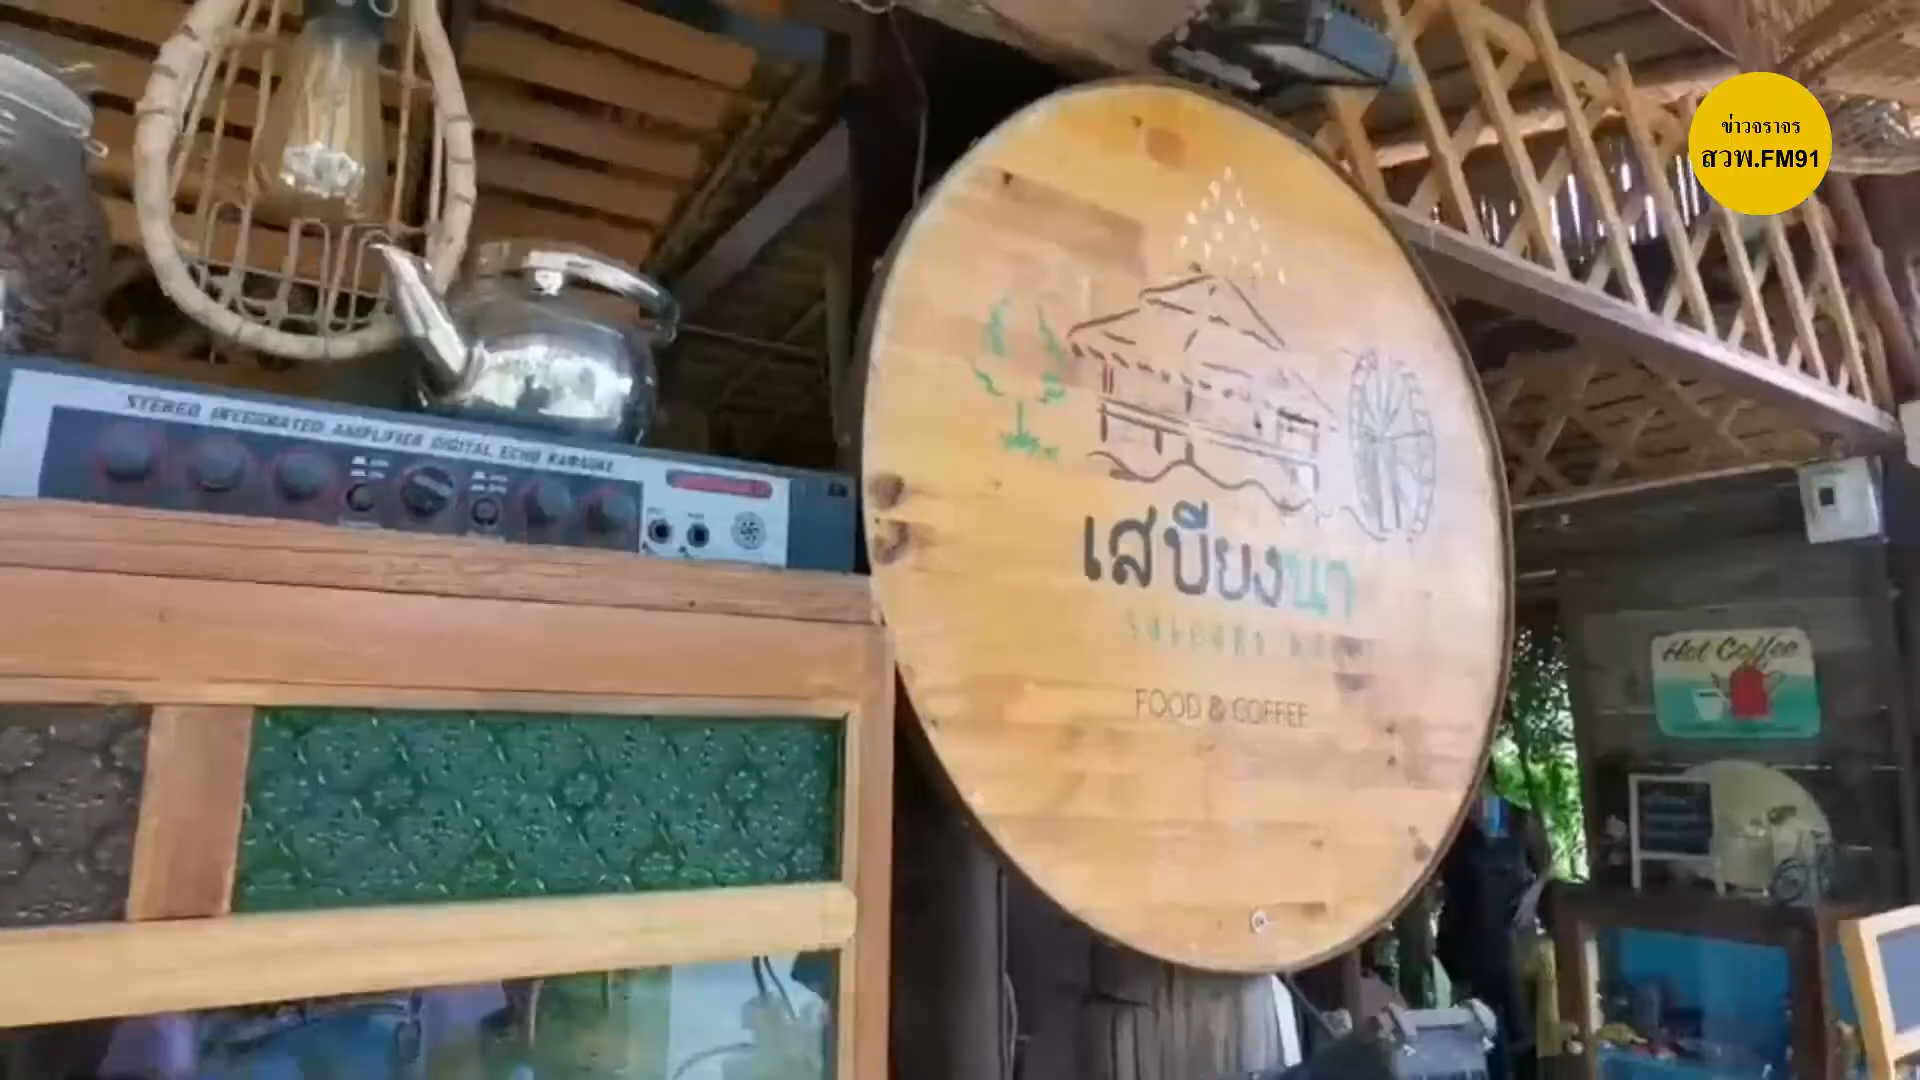 ข่าวจราจร
สวพ.FM91
STEREO INTEGRATED AMPLIFIER DIGITAL ECHO KARAOKE
เสบียงนา
FOOD & COFFEE
Hot Coffee